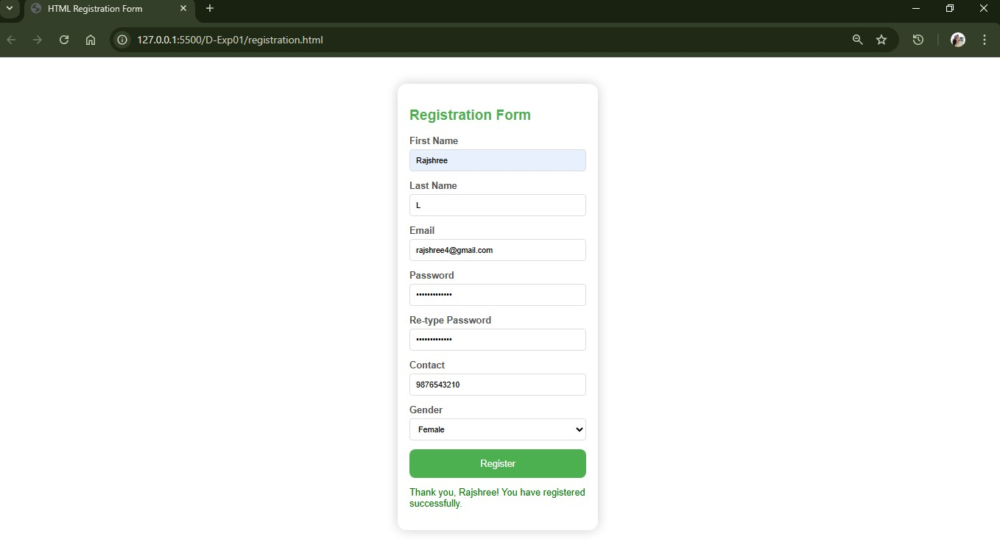 HTML Registration Form
127.0.0.1:5500/D-Exp01/registration.html
Registration Form
First Name
Rajshree
Last Name
L
Email
rajshree4@gmail.com
Password
•••••••••••••
Re-type Password
•••••••••••••
Contact
9876543210
Gender
Female
Register
Thank you, Rajshree! You have registered
successfully.